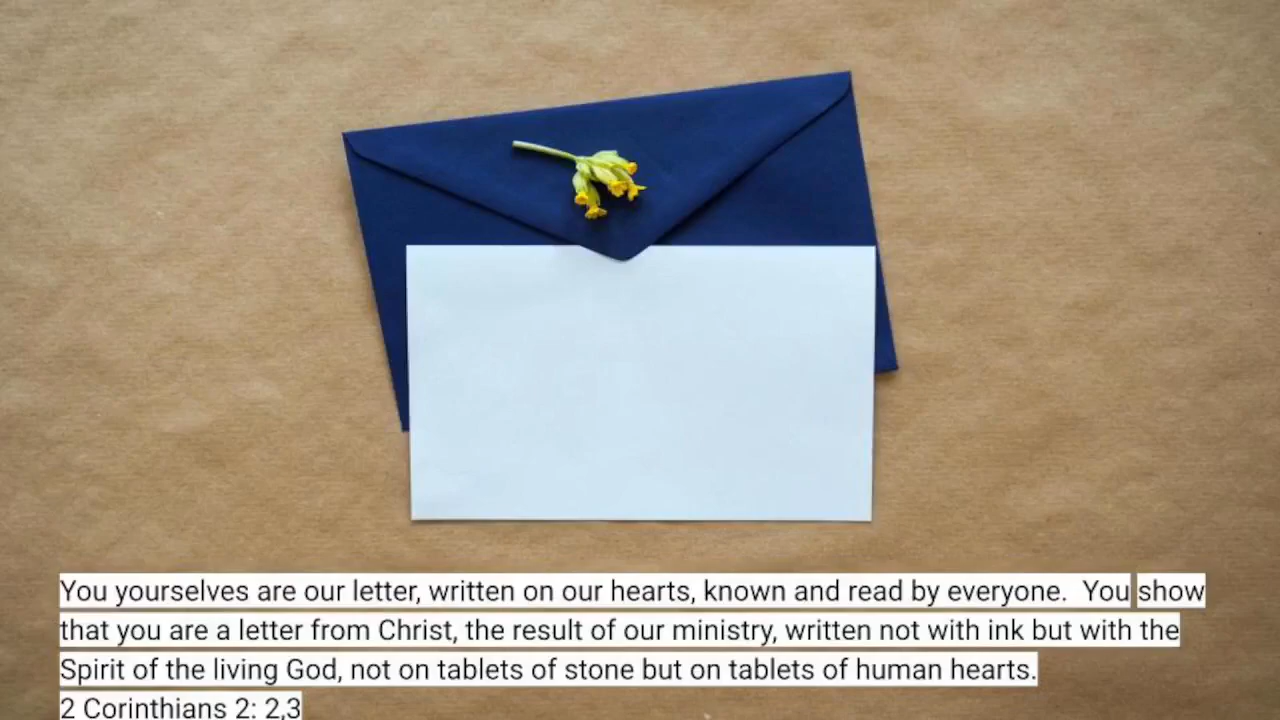 You yourselves are our letter, written on our hearts, known and read by everyone.  You show
that you are a letter from Christ, the result of our ministry, written not with ink but with the
Spirit of the living God, not on tablets of stone but on tablets of human hearts.
2 Corinthians 2: 2,3